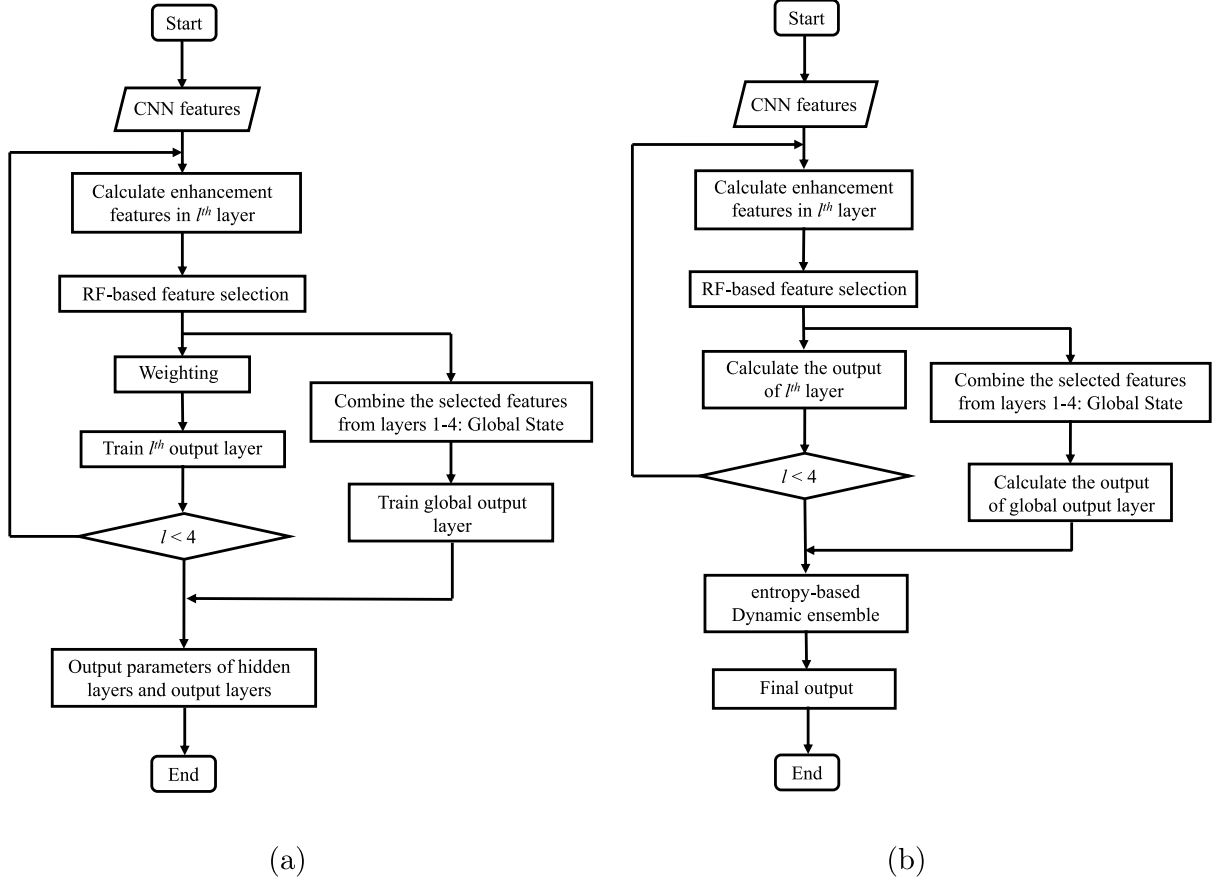 Start
CNN features
Calculate enhancement
features in lth layer
RF-based feature selection
Weighting
Train lth output layer
l < 4
Combine the selected features
from layers 1-4: Global State
Train global output
layer
Output parameters of hidden
layers and output layers
End
(a)
Start
CNN features
Calculate enhancement
features in lth layer
RF-based feature selection
Calculate the output
of lth layer
l < 4
Combine the selected features
from layers 1-4: Global State
Calculate the output
of global output layer
entropy-based
Dynamic ensemble
Final output
End
(b)